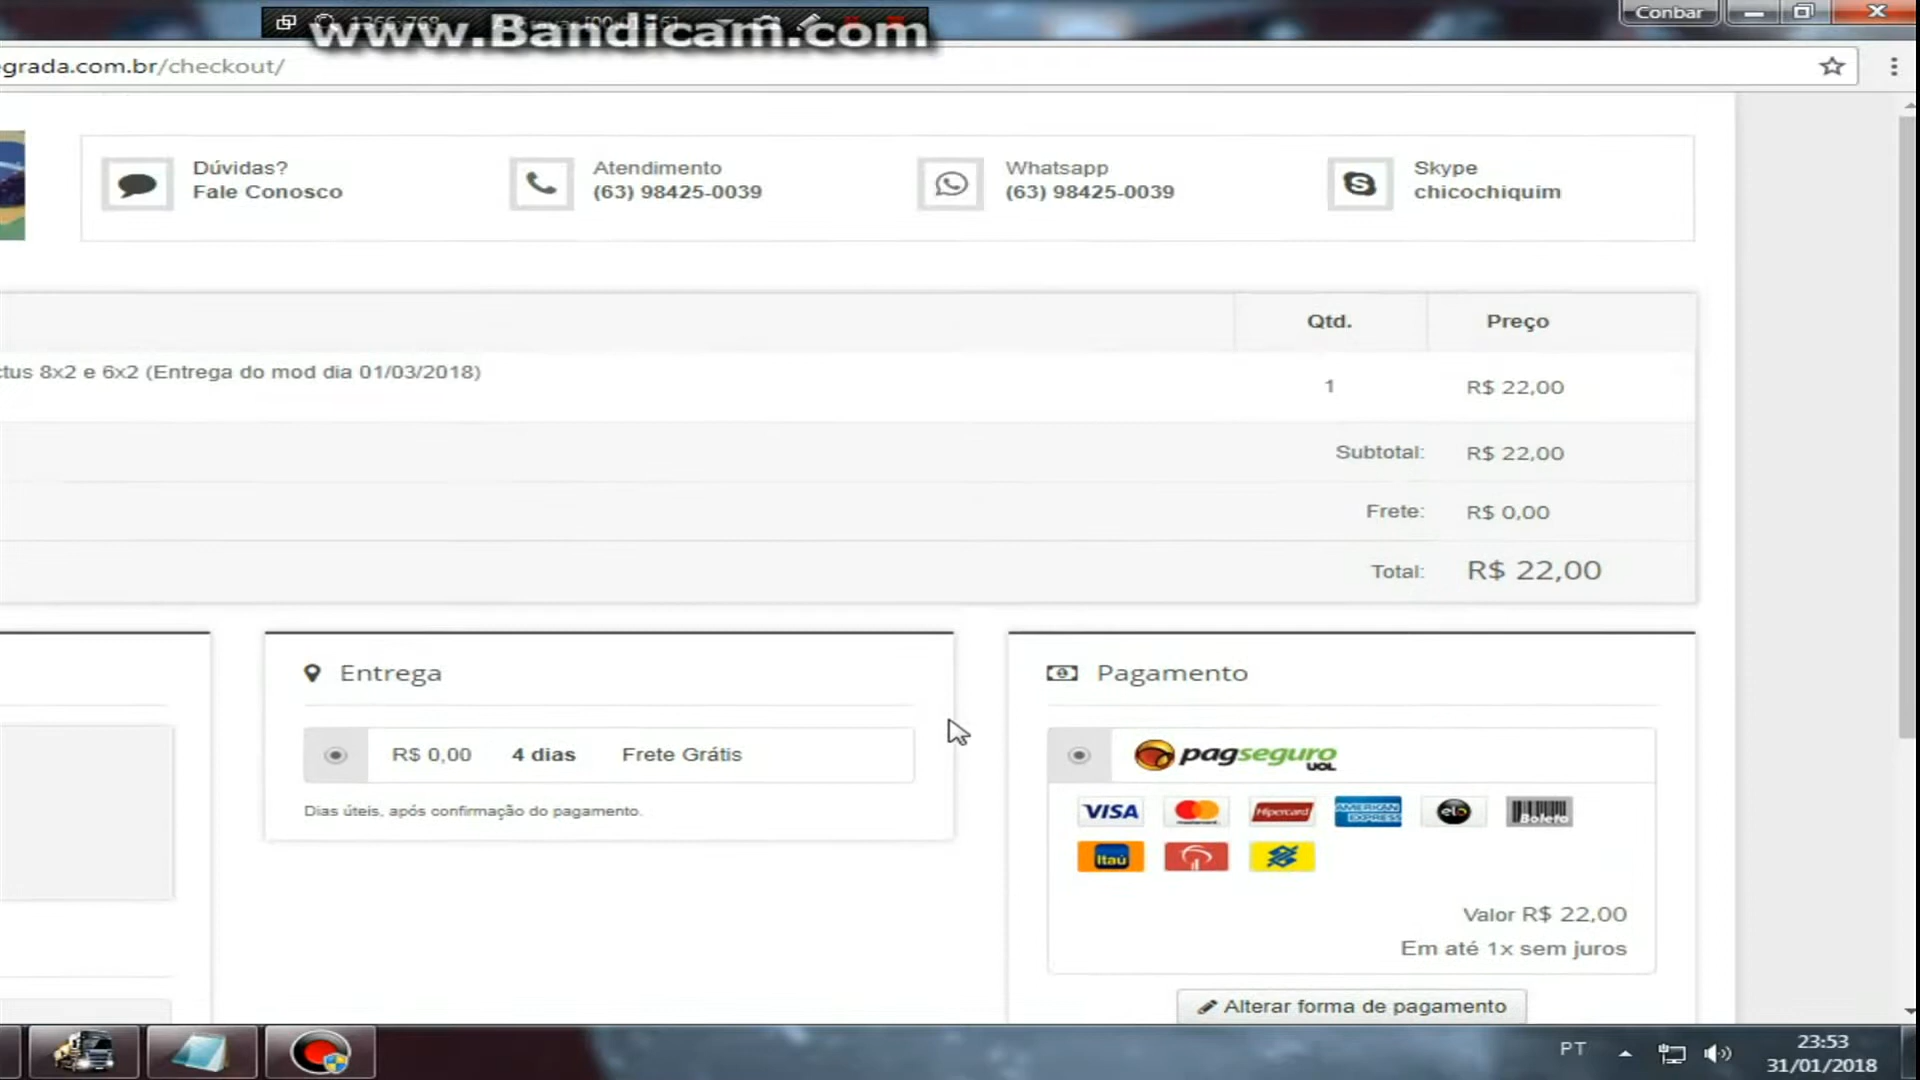 www.Bandicam.com
Conbar
egrada.com.br/checkout/
Dúvidas?
Fale Conosco
Atendimento
(63) 98425-0039
Whatsapp
(63) 98425-0039
Skype
chicochiquim
Qtd.
Preço
ctus 8x2 e 6x2 (Entrega do mod dia 01/03/2018)
1
R$ 22,00
Subtotal:
R$ 22,00
Frete:
R$ 0,00
Total:
R$ 22,00
Entrega
R$ 0,00
4 dias
Frete Grátis
Dias úteis, após confirmação do pagamento.
Pagamento
pagseguro
UOL
VISA
mastercard
Hipercard
AMERICAN EXPRESS
elo
Boleto
Itaú
Valor R$ 22,00
Em até 1x sem juros
Alterar forma de pagamento
PT
23:53
31/01/2018